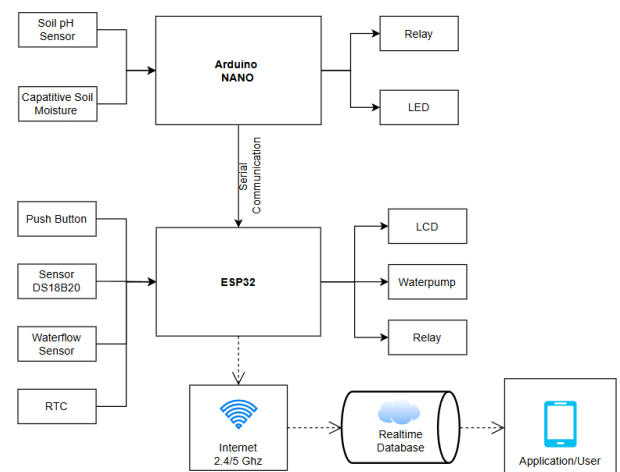 Soil pH
Sensor
Capatitive Soil
Moisture
Arduino
NANO
Relay
LED
Serial
Communication
Push Button
Sensor
DS18B20
Waterflow
Sensor
RTC
ESP32
LCD
Waterpump
Relay
Internet
2.4/5 Ghz
Realtime
Database
Application/User